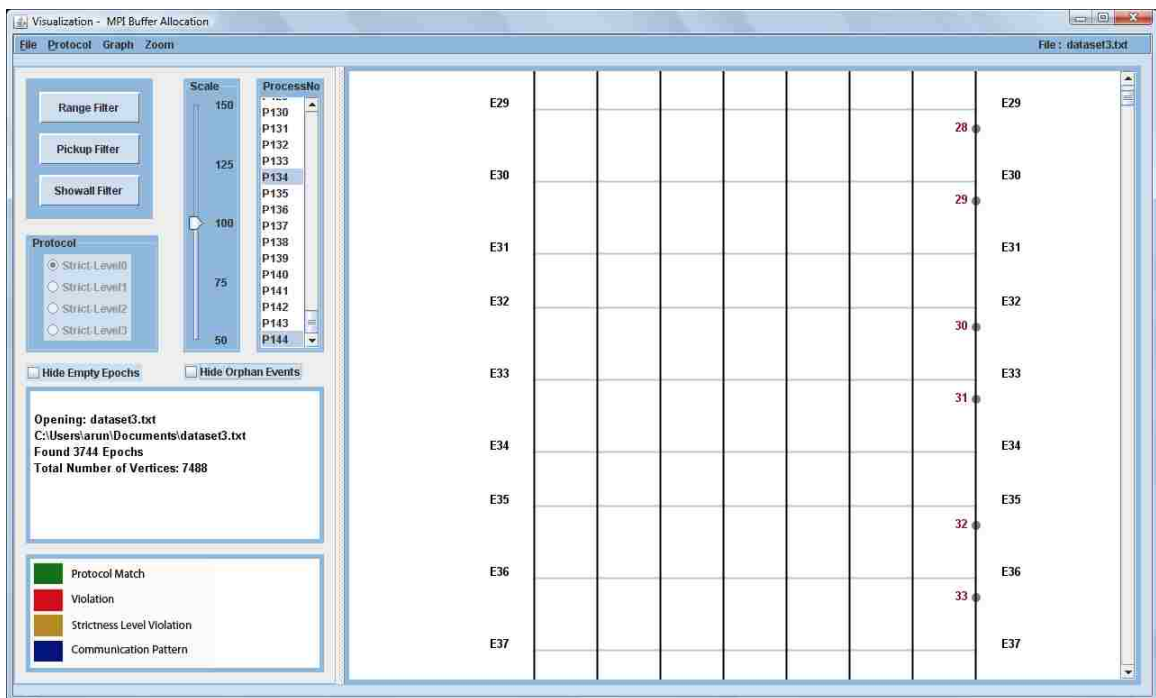 Visualization - MPI Buffer Allocation
File Protocol Graph Zoom
File : dataset3.txt
Range Filter
Pickup Filter
Showall Filter
Scale
150
125
100
75
50
ProcessNo
P130
P131
P132
P133
P134
P135
P136
P137
P138
P139
P140
P141
P142
P143
P144
Protocol
Strict-Level0
Strict-Level1
Strict-Level2
Strict-Level3
Hide Empty Epochs
Hide Orphan Events
Opening: dataset3.txt
C:\Users\arun\Documents\dataset3.txt
Found 3744 Epochs
Total Number of Vertices: 7488
Protocol Match
Violation
Strictness Level Violation
Communication Pattern
E29 E29
28
E30 E30
29
E31 E31
E32 E32
30
E33 E33
31
E34 E34
E35 E35
32
E36 E36
33
E37 E37